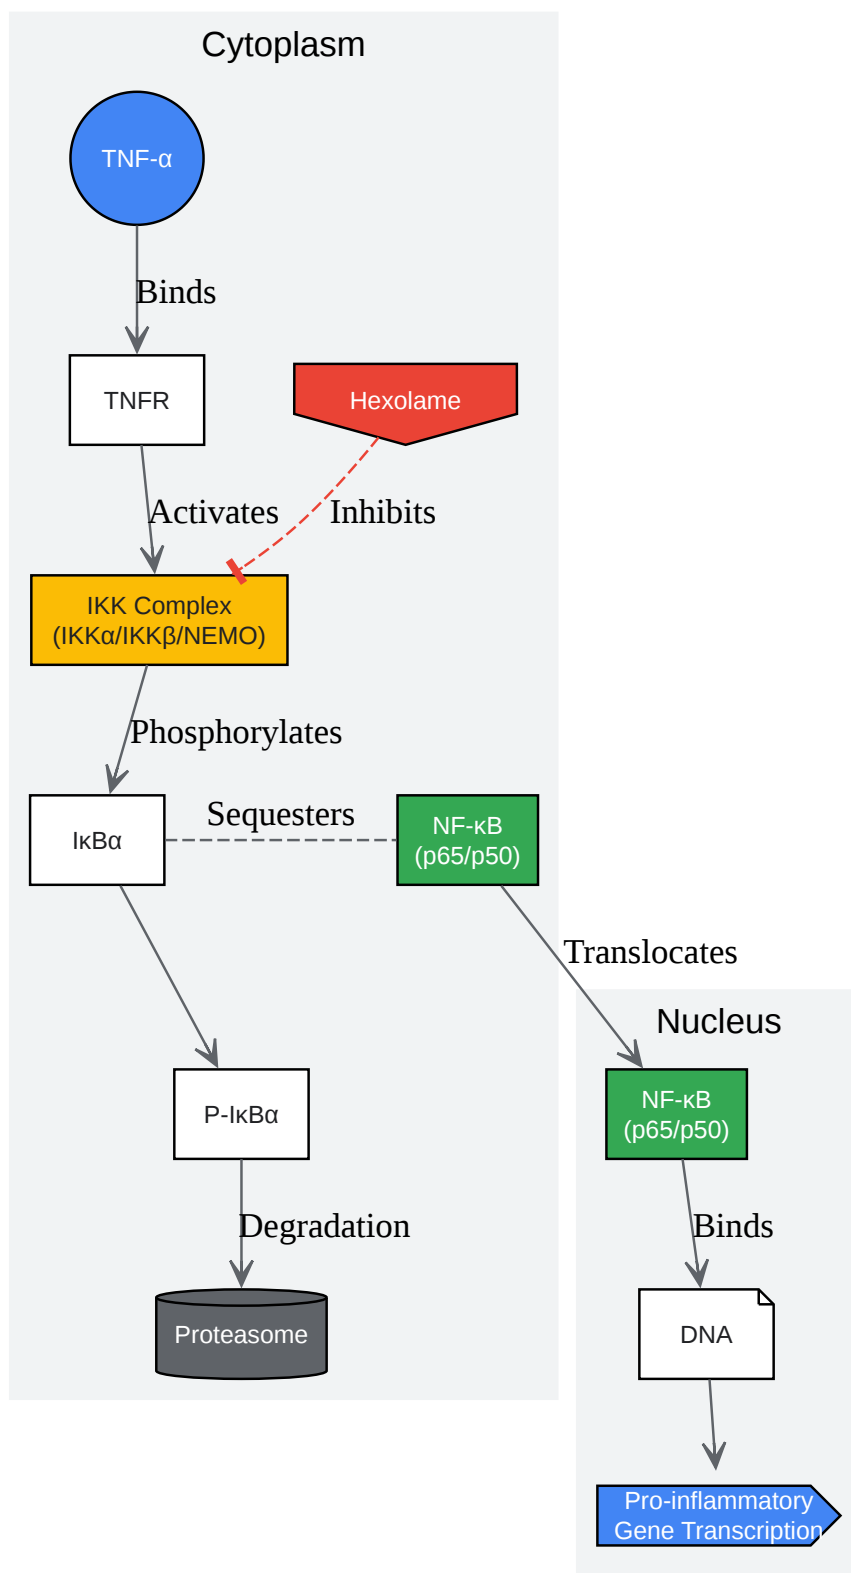 Cytoplasm
TNF-α
Binds
TNFR
Hexolame
Activates
Inhibits
IKK Complex
(IKKα/IKKβ/NEMO)
Phosphorylates
IκBα
Sequesters
NF-κB
(p65/p50)
Translocates
Nucleus
P-IκBα
NF-κB
(p65/p50)
Degradation
Binds
Proteasome
DNA
Pro-inflammatory
Gene Transcription